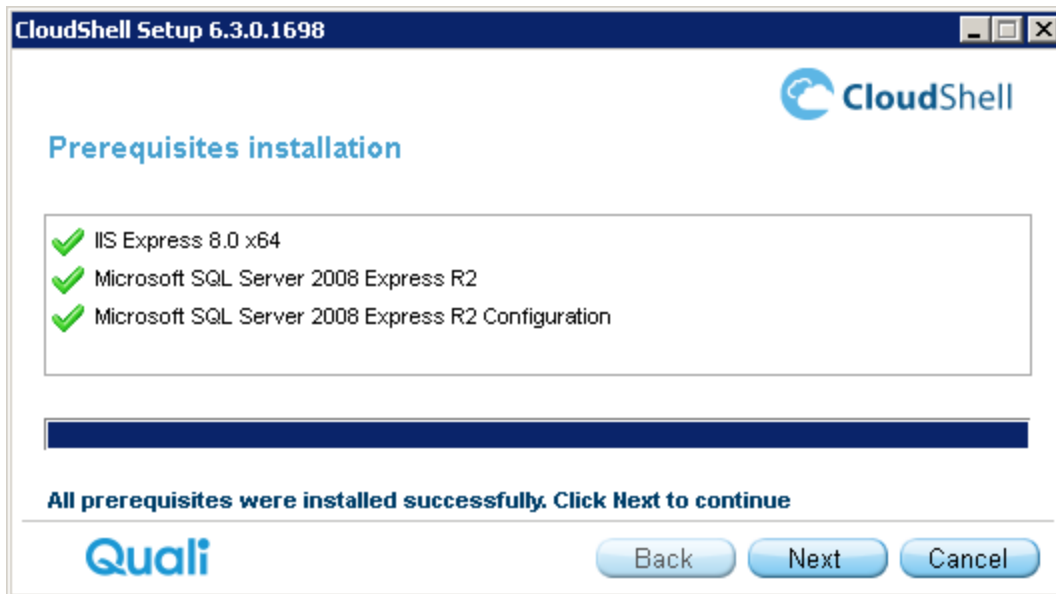 CloudShell Setup 6.3.0.1698
CloudShell
Prerequisites installation
IIS Express 8.0 x64
Microsoft SQL Server 2008 Express R2
Microsoft SQL Server 2008 Express R2 Configuration
All prerequisites were installed successfully. Click Next to continue
Quali
Back
Next
Cancel